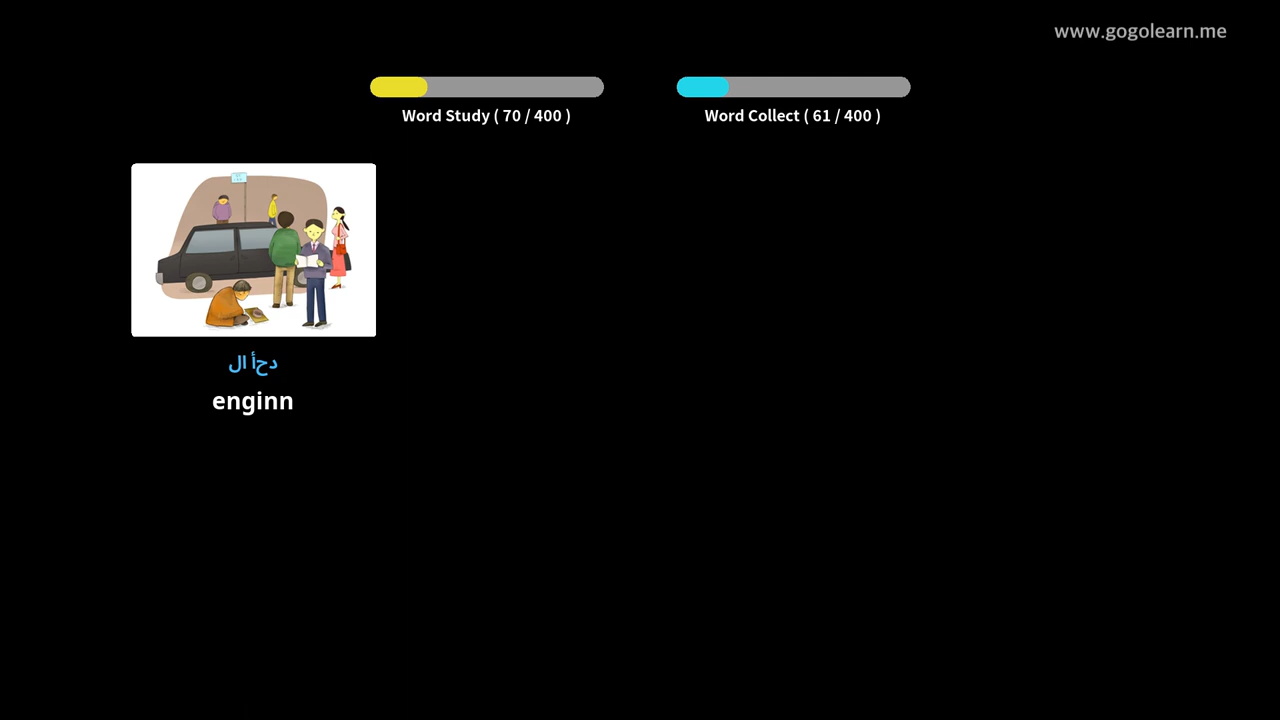 www.gogolearn.me
Word Study ( 70 / 400 )
Word Collect ( 61 / 400 )
دحأ ال
enginn